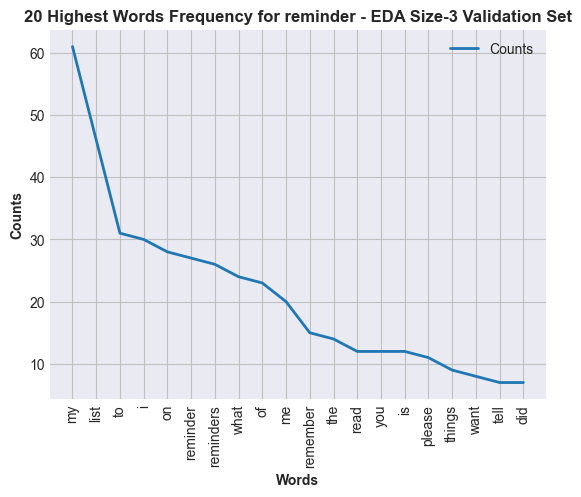 20 Highest Words Frequency for reminder - EDA Size-3 Validation Set
Counts
60
50
40
30
20
10
Counts
my
list
to
i
on
reminder
reminders
what
of
me
remember
the
read
you
is
please
things
want
tell
did
Words